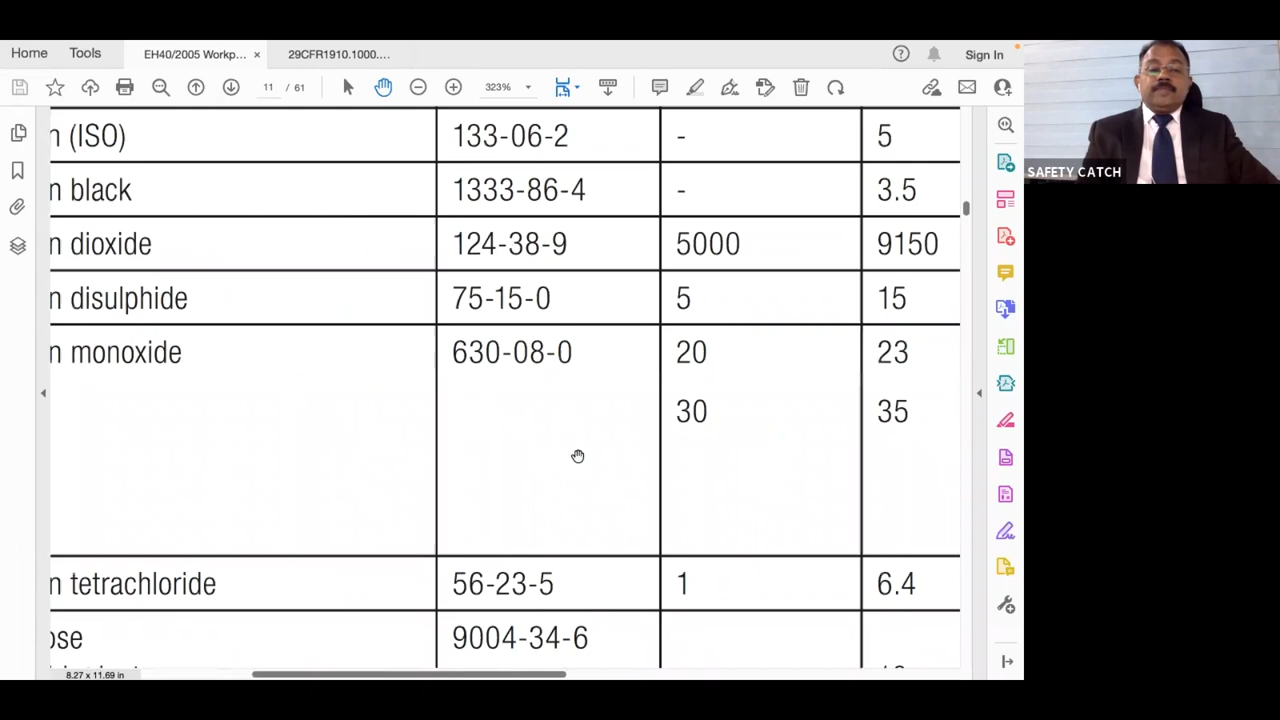 Home Tools EH40/2005 Workp... × 29CFR1910.1000.... Sign In
11 / 61 323%
n (ISO) 133-06-2 - 5
n black 1333-86-4 - 3.5
n dioxide 124-38-9 5000 9150
n disulphide 75-15-0 5 15
n monoxide 630-08-0 20 23
30 35
n tetrachloride 56-23-5 1 6.4
ose 9004-34-6
8.27 x 11.69 in
SAFETY CATCH